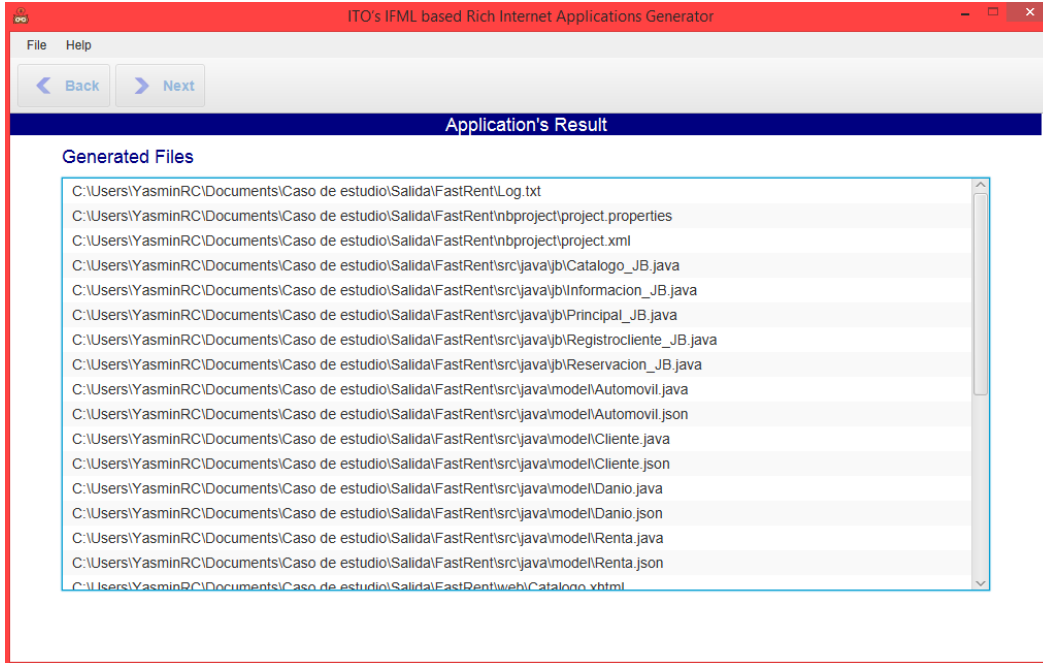 ITO's IFML based Rich Internet Applications Generator
File Help
Back Next
Application's Result
Generated Files
C:\Users\YasminRC\Documents\Caso de estudio\Salida\FastRent\Log.txt
C:\Users\YasminRC\Documents\Caso de estudio\Salida\FastRent\nbproject\project.properties
C:\Users\YasminRC\Documents\Caso de estudio\Salida\FastRent\nbproject\project.xml
C:\Users\YasminRC\Documents\Caso de estudio\Salida\FastRent\src\java\jb\Catalogo_JB.java
C:\Users\YasminRC\Documents\Caso de estudio\Salida\FastRent\src\java\jb\Informacion_JB.java
C:\Users\YasminRC\Documents\Caso de estudio\Salida\FastRent\src\java\jb\Principal_JB.java
C:\Users\YasminRC\Documents\Caso de estudio\Salida\FastRent\src\java\jb\Registrocliente_JB.java
C:\Users\YasminRC\Documents\Caso de estudio\Salida\FastRent\src\java\jb\Reservacion_JB.java
C:\Users\YasminRC\Documents\Caso de estudio\Salida\FastRent\src\java\model\Automovil.java
C:\Users\YasminRC\Documents\Caso de estudio\Salida\FastRent\src\java\model\Automovil.json
C:\Users\YasminRC\Documents\Caso de estudio\Salida\FastRent\src\java\model\Cliente.java
C:\Users\YasminRC\Documents\Caso de estudio\Salida\FastRent\src\java\model\Cliente.json
C:\Users\YasminRC\Documents\Caso de estudio\Salida\FastRent\src\java\model\Danio.java
C:\Users\YasminRC\Documents\Caso de estudio\Salida\FastRent\src\java\model\Danio.json
C:\Users\YasminRC\Documents\Caso de estudio\Salida\FastRent\src\java\model\Renta.java
C:\Users\YasminRC\Documents\Caso de estudio\Salida\FastRent\src\java\model\Renta.json
C:\Users\YasminRC\Documents\Caso de estudio\Salida\FastRent\web\Catalogo.xhtml